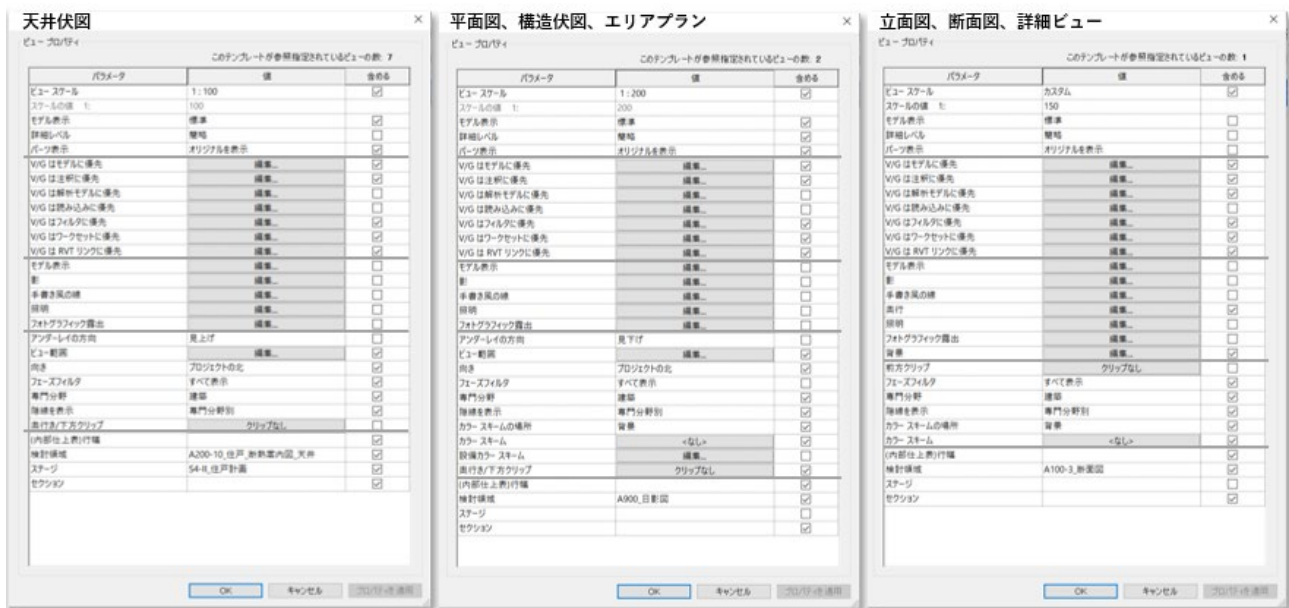 天井伏図
ビュー プロパティ
このテンプレートが参照指定されているビューの数: 7
パラメータ 値 含める
ビュー スケール 1 : 100
スケールの値 1: 100
モデル表示 標準
詳細レベル 簡略
パーツ表示 オリジナルを表示
V/G はモデルに優先 編集...
V/G は注釈に優先 編集...
V/G は解析モデルに優先 編集...
V/G は読み込みに優先 編集...
V/G はフィルタに優先 編集...
V/G はワークセットに優先 編集...
V/G は RVT リンクに優先 編集...
モデル表示 編集...
影 編集...
手書き風の線 編集...
照明 編集...
フォトグラフィック露出 編集...
アンダーレイの方向 見上げ
ビュー範囲 編集...
向き プロジェクトの北
フェーズフィルタ すべて表示
専門分野 建築
陰線を表示 専門分野別
奥行き/下方クリップ クリップなし
(内部仕上表)行幅
検討領域 A200-10_住戸_断熱案内図_天井
ステージ S4-II_住戸計画
セクション
OK キャンセル プロパティを適用
平面図、構造伏図、エリアプラン
ビュー プロパティ
このテンプレートが参照指定されているビューの数: 2
パラメータ 値 含める
ビュー スケール 1 : 200
スケールの値 1: 200
モデル表示 標準
詳細レベル 簡略
パーツ表示 オリジナルを表示
V/G はモデルに優先 編集...
V/G は注釈に優先 編集...
V/G は解析モデルに優先 編集...
V/G は読み込みに優先 編集...
V/G はフィルタに優先 編集...
V/G はワークセットに優先 編集...
V/G は RVT リンクに優先 編集...
モデル表示 編集...
影 編集...
手書き風の線 編集...
照明 編集...
フォトグラフィック露出 編集...
アンダーレイの方向 見下げ
ビュー範囲 編集...
向き プロジェクトの北
フェーズフィルタ すべて表示
専門分野 建築
陰線を表示 専門分野別
カラー スキームの場所 背景
カラー スキーム <なし>
設備カラー スキーム 編集...
奥行き/下方クリップ クリップなし
(内部仕上表)行幅
検討領域 A900_日影図
ステージ
セクション
OK キャンセル プロパティを適用
立面図、断面図、詳細ビュー
ビュー プロパティ
このテンプレートが参照指定されているビューの数: 1
パラメータ 値 含める
ビュー スケール カスタム
スケールの値 1: 150
モデル表示 標準
詳細レベル 簡略
パーツ表示 オリジナルを表示
V/G はモデルに優先 編集...
V/G は注釈に優先 編集...
V/G は解析モデルに優先 編集...
V/G は読み込みに優先 編集...
V/G はフィルタに優先 編集...
V/G はワークセットに優先 編集...
V/G は RVT リンクに優先 編集...
モデル表示 編集...
影 編集...
手書き風の線 編集...
奥行 編集...
照明 編集...
フォトグラフィック露出 編集...
背景 編集...
前方クリップ クリップなし
フェーズフィルタ すべて表示
専門分野 建築
陰線を表示 専門分野別
カラー スキームの場所 背景
カラー スキーム <なし>
(内部仕上表)行幅
検討領域 A100-3_断面図
ステージ
セクション
OK キャンセル プロパティを適用